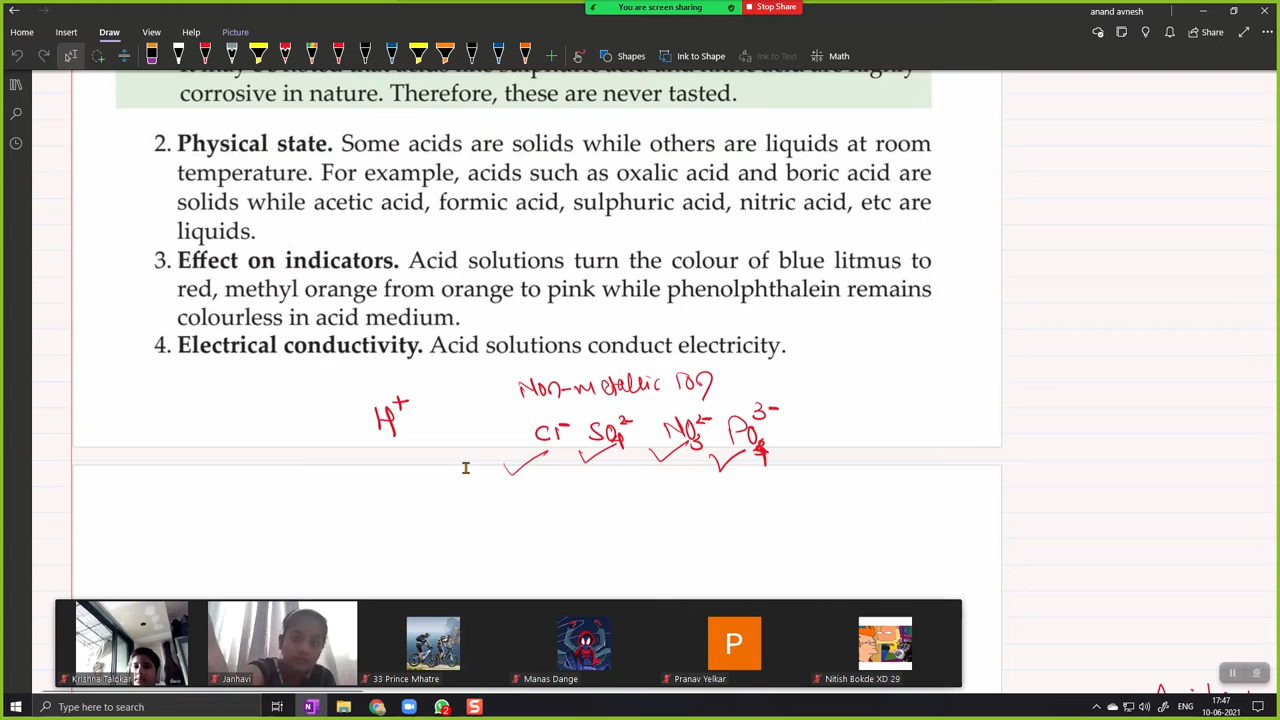 You are screen sharing
Stop Share
anand avnesh
Home Insert Draw View Help Picture
Share
Shapes Ink to Shape Ink to Text Math
corrosive in nature. Therefore, these are never tasted.
2. Physical state. Some acids are solids while others are liquids at room
temperature. For example, acids such as oxalic acid and boric acid are
solids while acetic acid, formic acid, sulphuric acid, nitric acid, etc are
liquids.
3. Effect on indicators. Acid solutions turn the colour of blue litmus to
red, methyl orange from orange to pink while phenolphthalein remains
colourless in acid medium.
4. Electrical conductivity. Acid solutions conduct electricity.
Non-metallic ion
H⁺ Cl⁻ SO₄²⁻ NO₃²⁻ PO₄³⁻
Krishna Talokar Janhavi 33 Prince Mhatre Manas Dange Pranav Yelkar Nitish Bokde XD 29
P
Type here to search
ENG
17:47
10-06-2021